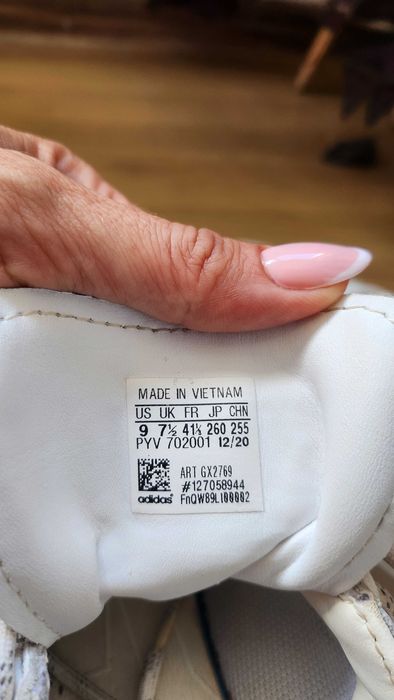 MADE IN VIETNAM
US UK FR JP CHN
9 7½ 41⅓ 260 255
PYV 702001 12/20
ART GX2769
#127058944
adidas® FnQW89LI00002